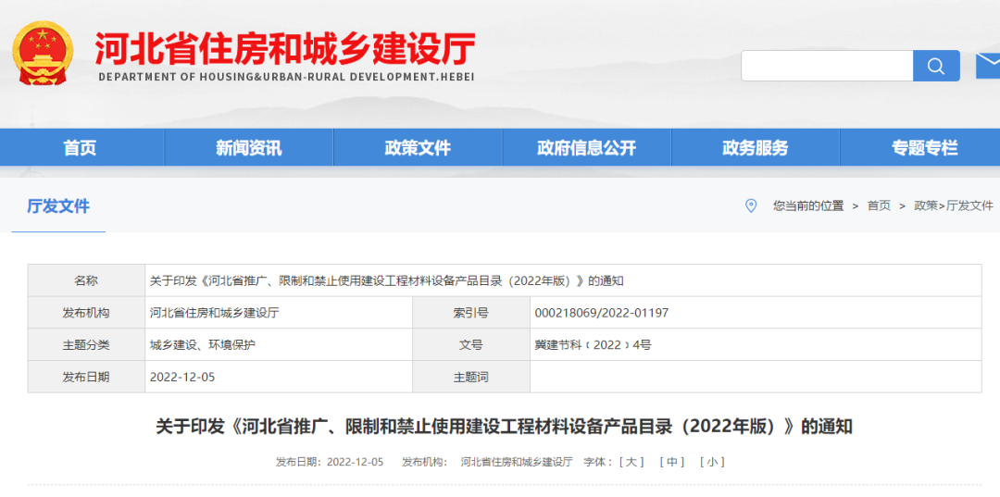 河北省住房和城乡建设厅
DEPARTMENT OF HOUSING&URBAN-RURAL DEVELOPMENT.HEBEI
首页 新闻资讯 政策文件 政府信息公开 政务服务 专题专栏
厅发文件 您当前的位置 > 首页 > 政策>厅发文件
名称 关于印发《河北省推广、限制和禁止使用建设工程材料设备产品目录（2022年版）》的通知
发布机构 河北省住房和城乡建设厅 索引号 000218069/2022-01197
主题分类 城乡建设、环境保护 文号 冀建节科﹝2022﹞4号
发布日期 2022-12-05 主题词
关于印发《河北省推广、限制和禁止使用建设工程材料设备产品目录（2022年版）》的通知
发布日期：2022-12-05 发布机构： 河北省住房和城乡建设厅 字体：[ 大 ] [ 中 ] [ 小 ]